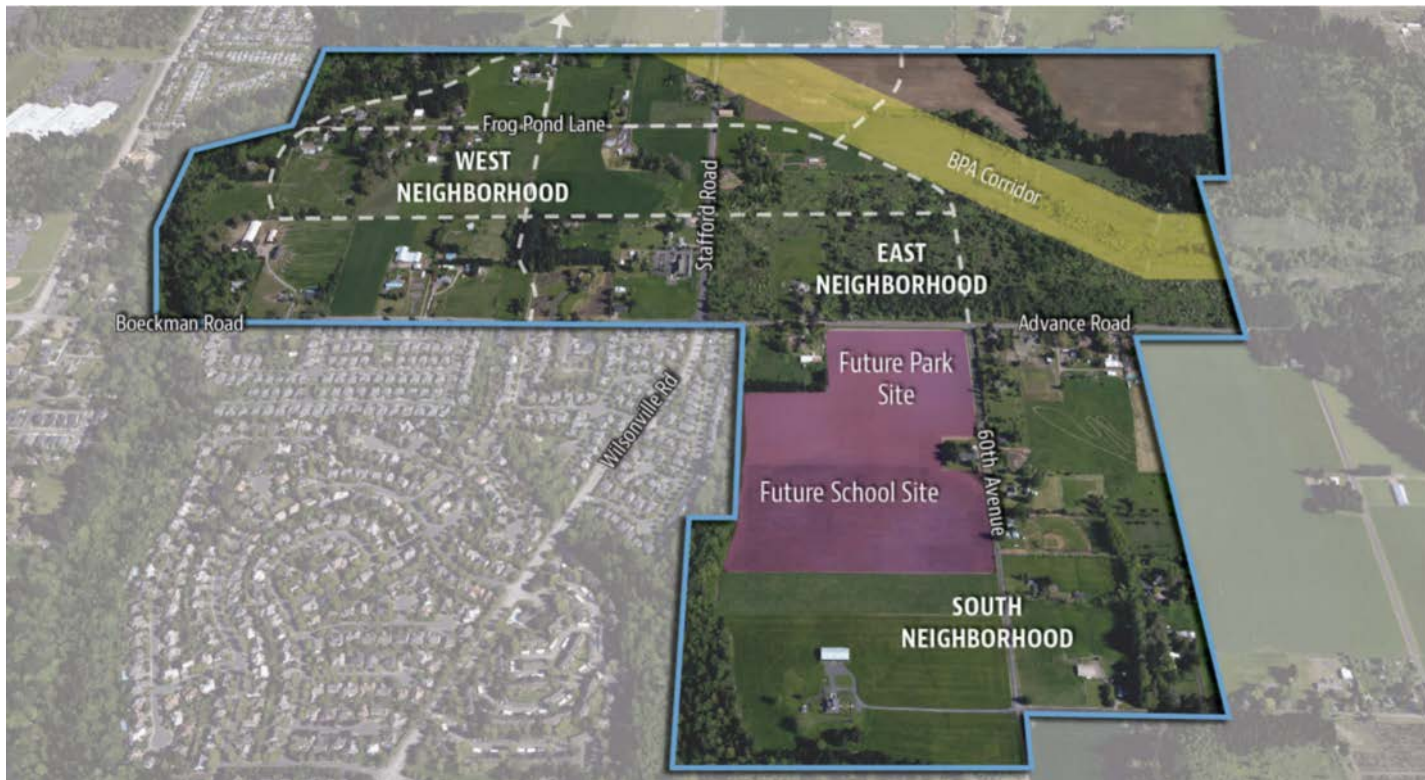 Frog Pond Lane
WEST
NEIGHBORHOOD
Stafford Road
BPA Corridor
EAST
NEIGHBORHOOD
Boeckman Road
Advance Road
Future Park
Site
Wilsonville Rd
60th Avenue
Future School Site
SOUTH
NEIGHBORHOOD